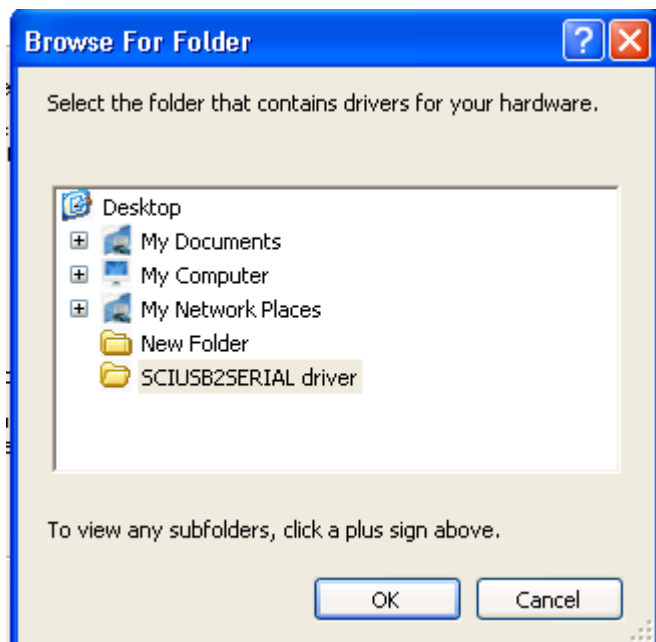 Browse For Folder
Select the folder that contains drivers for your hardware.
Desktop
My Documents
My Computer
My Network Places
New Folder
SCIUSB2SERIAL driver
To view any subfolders, click a plus sign above.
OK Cancel